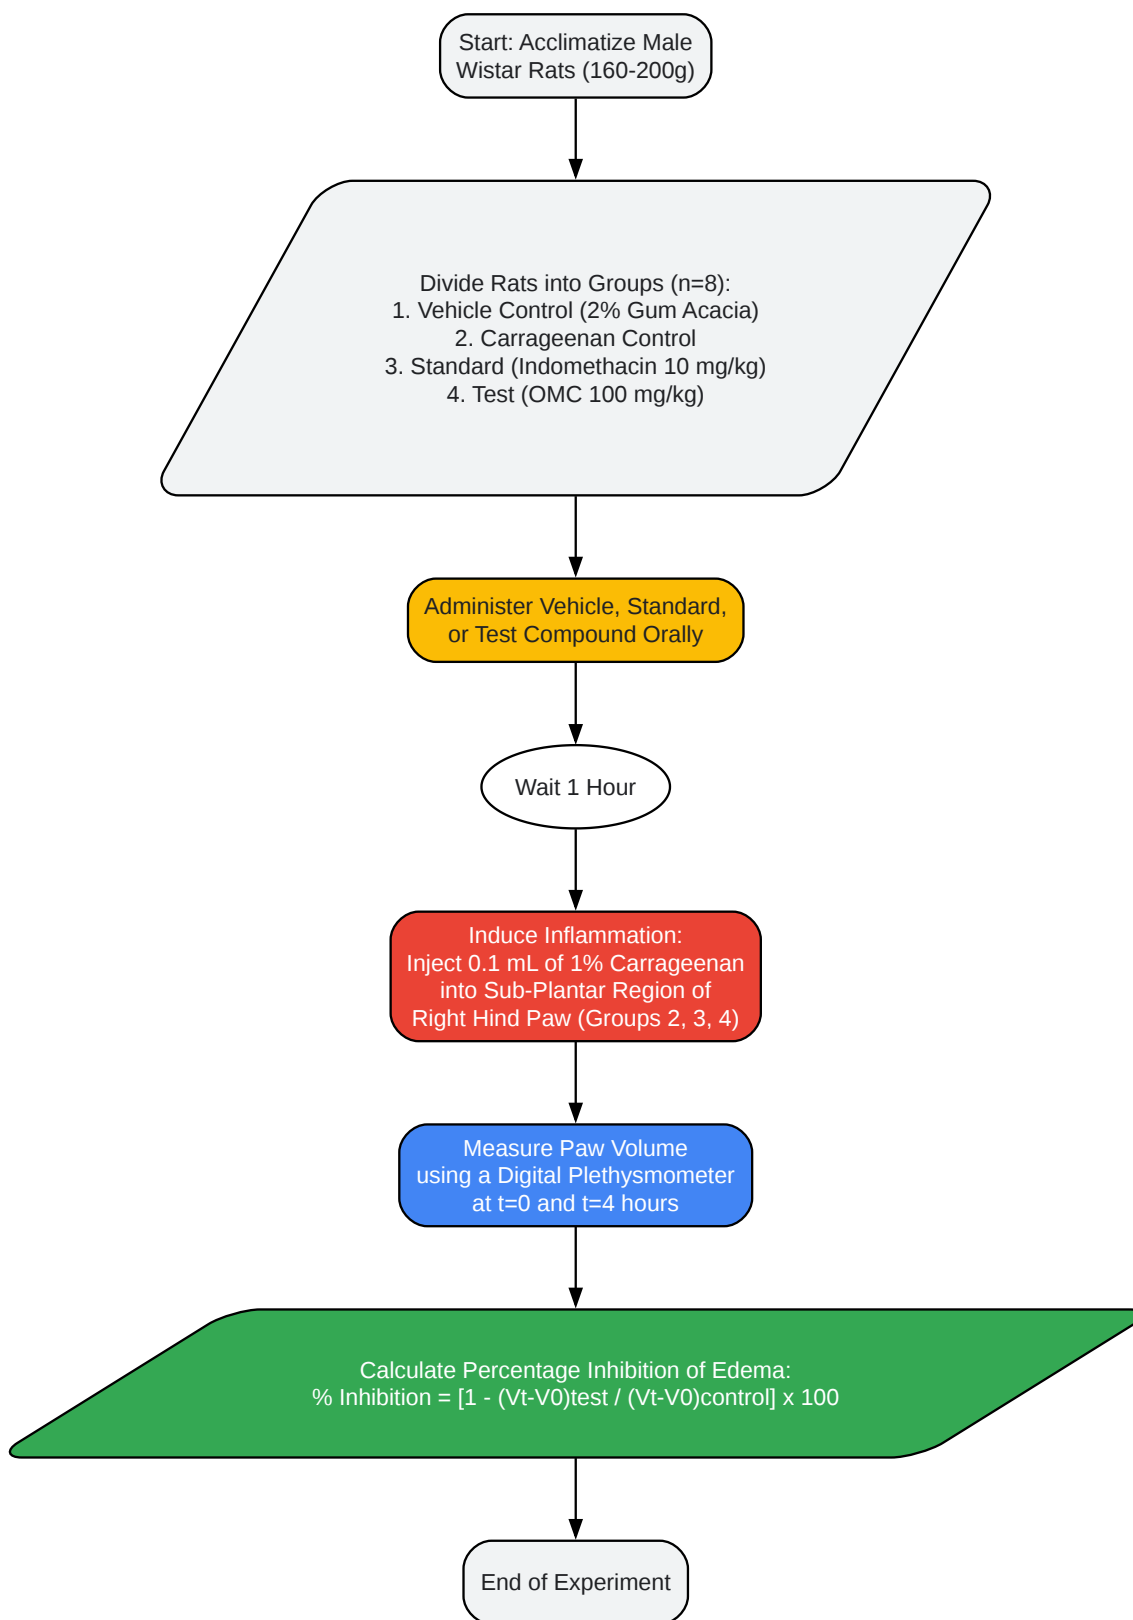 Start: Acclimatize Male
Wistar Rats (160-200g)
Divide Rats into Groups (n=8):
1. Vehicle Control (2% Gum Acacia)
2. Carrageenan Control
3. Standard (Indomethacin 10 mg/kg)
4. Test (OMC 100 mg/kg)
Administer Vehicle, Standard,
or Test Compound Orally
Wait 1 Hour
Induce Inflammation:
Inject 0.1 mL of 1% Carrageenan
into Sub-Plantar Region of
Right Hind Paw (Groups 2, 3, 4)
Measure Paw Volume
using a Digital Plethysmometer
at t=0 and t=4 hours
Calculate Percentage Inhibition of Edema:
% Inhibition = [1 - (Vt-V0)test / (Vt-V0)control] x 100
End of Experiment